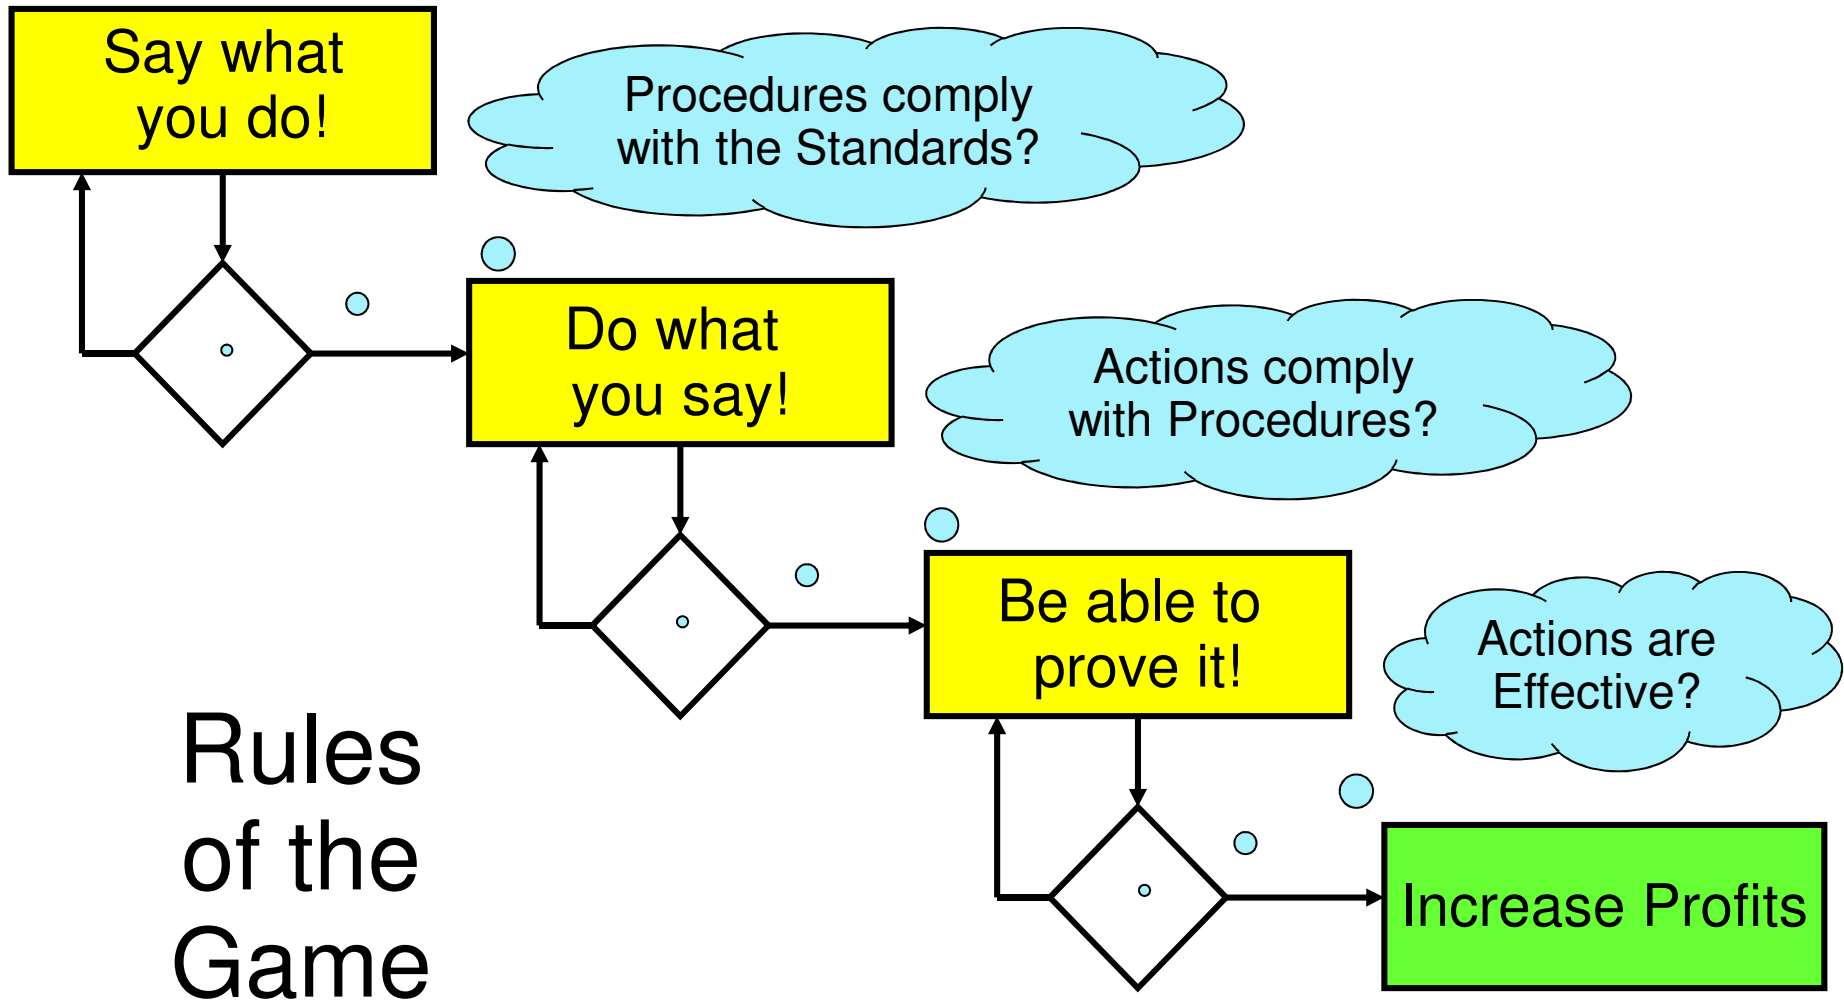 Say what
you do!
Procedures comply
with the Standards?
Do what
you say!
Actions comply
with Procedures?
Be able to
prove it!
Actions are
Effective?
Increase Profits
Rules
of the
Game